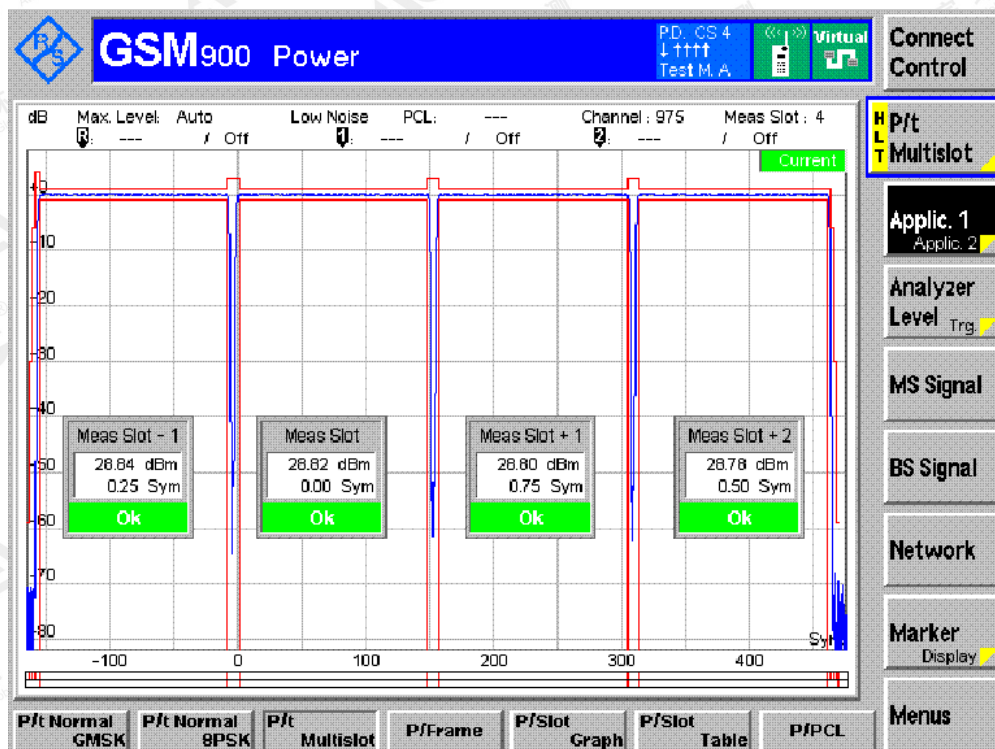 R S
GSM900 Power
P.D. CS 4
↓↑↑↑↑
Test M. A
Virtual
Connect Control
dB Max. Level: Auto Low Noise PCL: --- Channel : 975 Meas Slot : 4
R: --- / Off 1: --- / Off 2: --- / Off
Current
HLT
P/t Multislot
Applic. 1
Applic. 2
Analyzer Level Trg.
MS Signal
BS Signal
Network
Marker
Display
Menus
+0
-10
-20
-30
-40
-50
-60
-70
-80
Meas Slot - 1
28.84 dBm
0.25 Sym
Ok
Meas Slot
28.82 dBm
0.00 Sym
Ok
Meas Slot + 1
28.80 dBm
0.75 Sym
Ok
Meas Slot + 2
28.78 dBm
0.50 Sym
Ok
-100 0 100 200 300 400
P/t Normal GMSK
P/t Normal 8PSK
P/t Multislot
P/Frame
P/Slot Graph
P/Slot Table
P/PCL